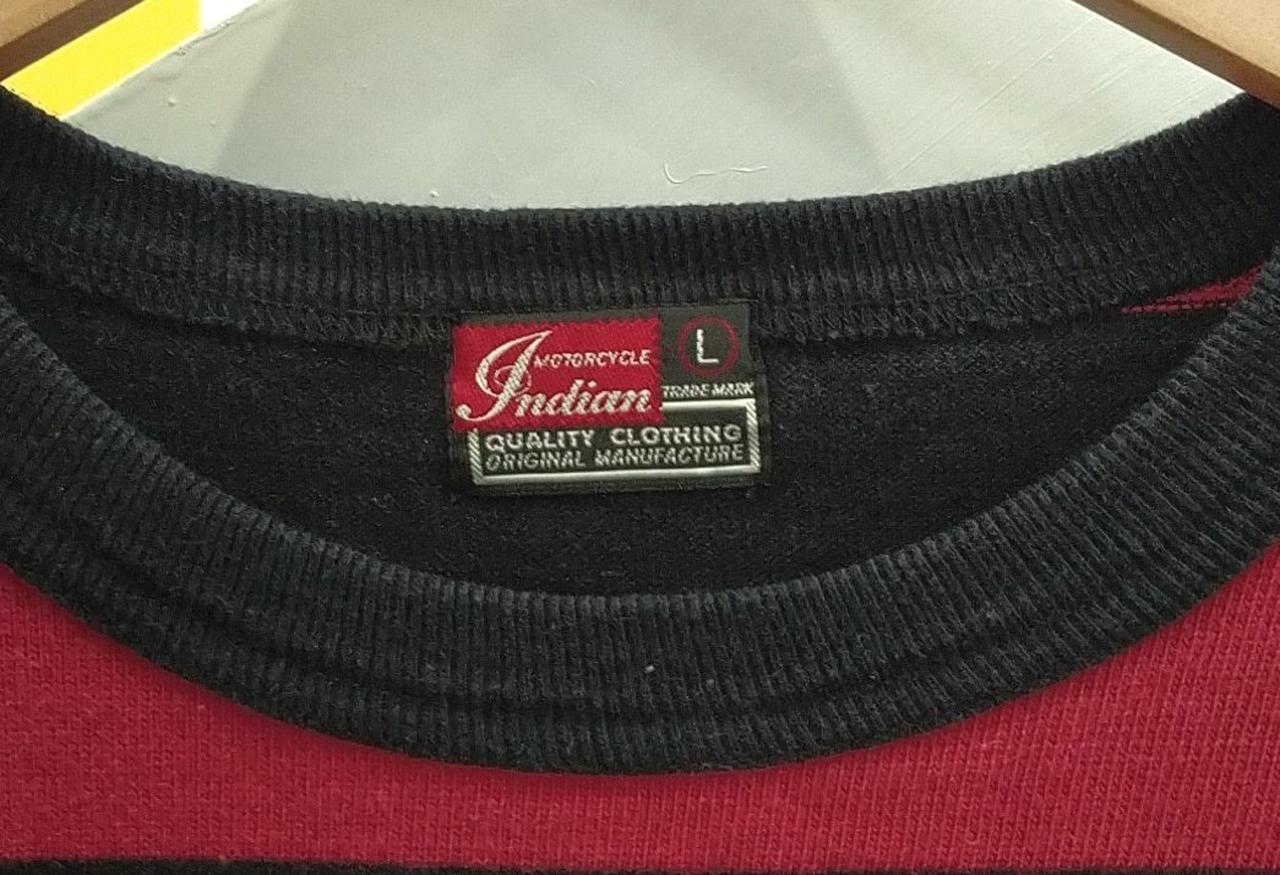 MOTORCYCLE
Indian
L
TRADE MARK
QUALITY CLOTHING
ORIGINAL MANUFACTURE